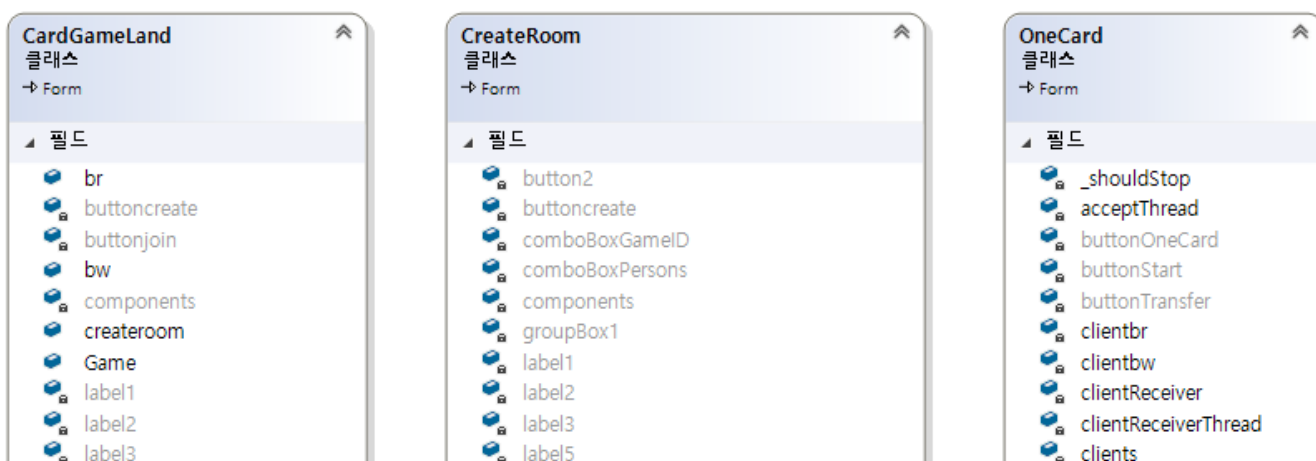 CardGameLand
클래스
Form
필드
br
buttoncreate
buttonjoin
bw
components
createroom
Game
label1
label2
label3
CreateRoom
클래스
Form
필드
button2
buttoncreate
comboBoxGameID
comboBoxPersons
components
groupBox1
label1
label2
label3
label5
OneCard
클래스
Form
필드
_shouldStop
acceptThread
buttonOneCard
buttonStart
buttonTransfer
clientbr
clientbw
clientReceiver
clientReceiverThread
clients